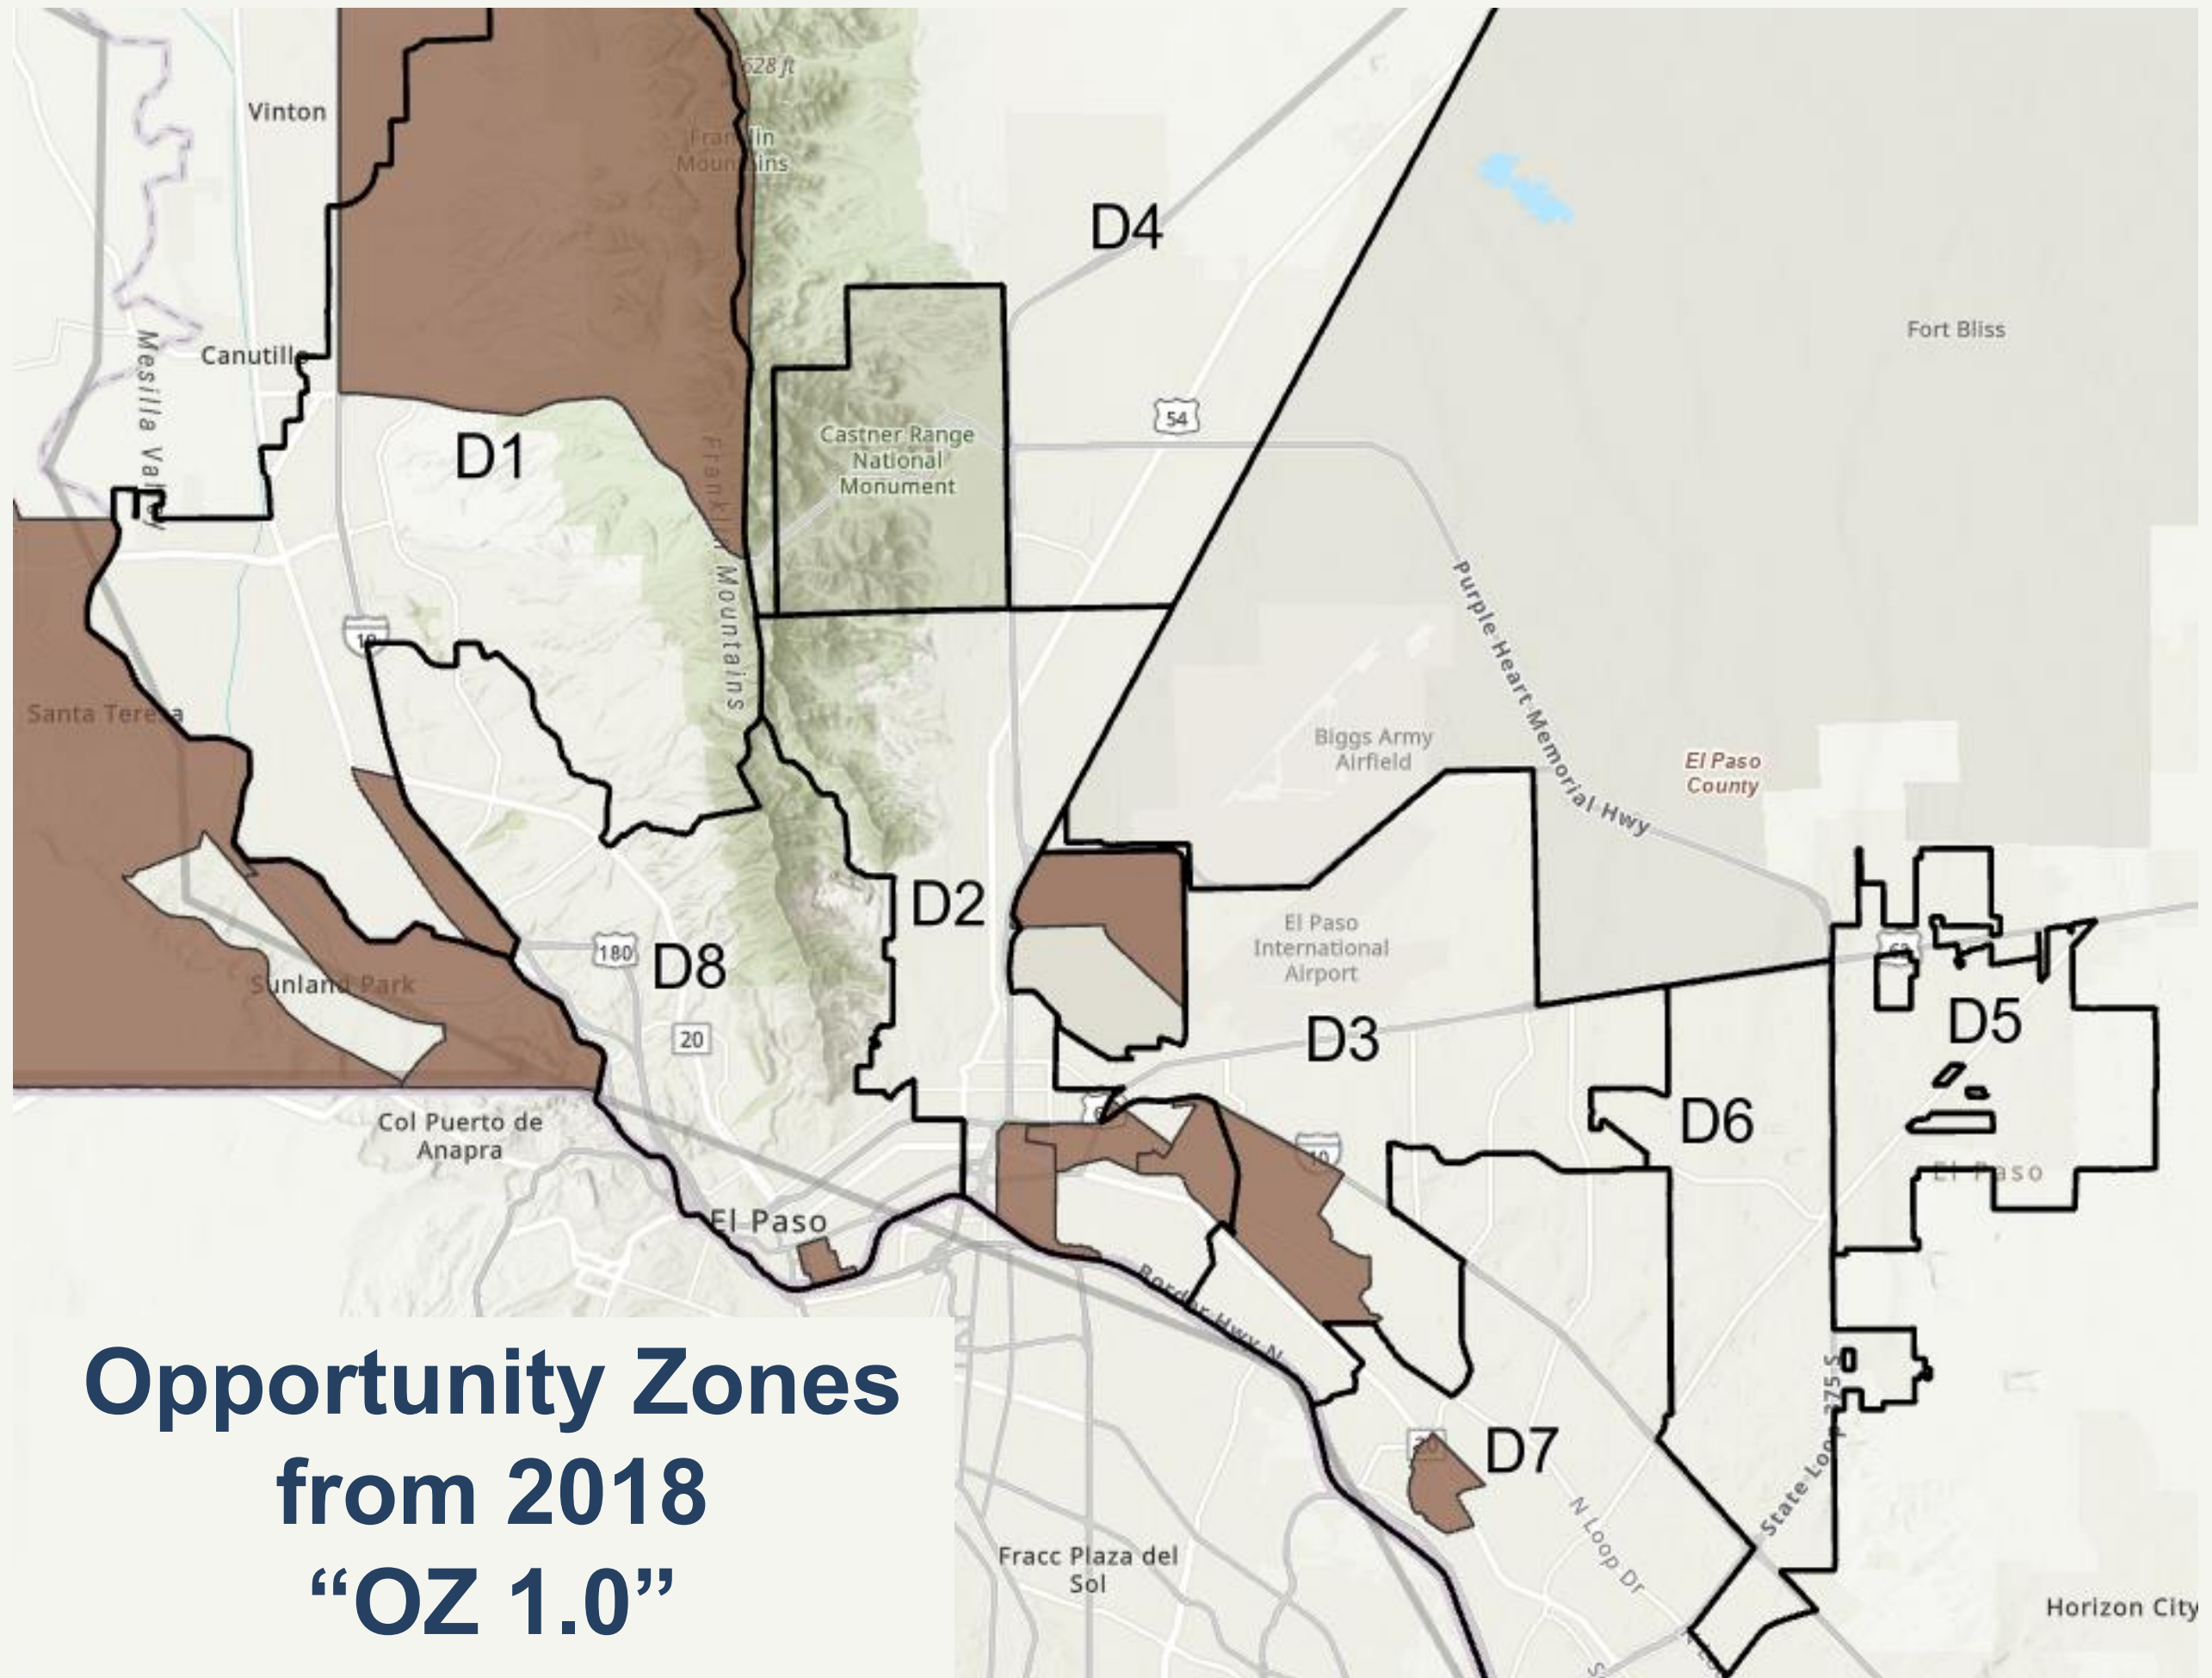 628 ft
Vinton
Franklin
Mountains
D4
Mesilla Valley
Canutillo
Fort Bliss
54
D1
Castner Range
National
Monument
Franklin Mountains
Purple Heart Memorial Hwy
10
Santa Teresa
Biggs Army
Airfield
El Paso
County
D2
El Paso
International
Airport
180
D8
62
Sunland Park
D5
20
D3
Col Puerto de
Anapra
D6
10
El Paso
El Paso
Border Hwy N
375 S
State Loop
20
D7
N Loop Dr
Fracc Plaza del
Sol
Horizon City
Opportunity Zones
from 2018
“OZ 1.0”